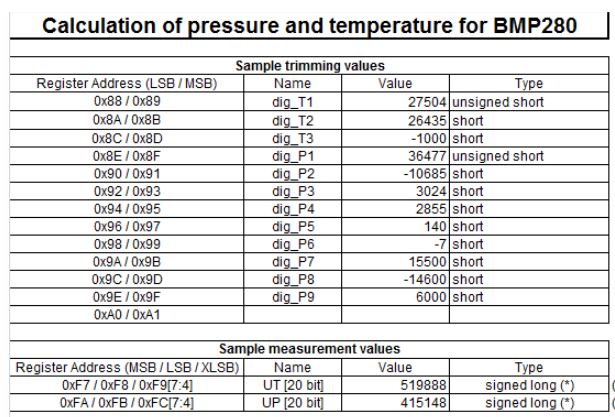 Calculation of pressure and temperature for BMP280
Sample trimming values
Register Address (LSB / MSB) Name Value Type
0x88 / 0x89 dig_T1 27504 unsigned short
0x8A / 0x8B dig_T2 26435 short
0x8C / 0x8D dig_T3 -1000 short
0x8E / 0x8F dig_P1 36477 unsigned short
0x90 / 0x91 dig_P2 -10685 short
0x92 / 0x93 dig_P3 3024 short
0x94 / 0x95 dig_P4 2855 short
0x96 / 0x97 dig_P5 140 short
0x98 / 0x99 dig_P6 -7 short
0x9A / 0x9B dig_P7 15500 short
0x9C / 0x9D dig_P8 -14600 short
0x9E / 0x9F dig_P9 6000 short
0xA0 / 0xA1
Sample measurement values
Register Address (MSB / LSB / XLSB) Name Value Type
0xF7 / 0xF8 / 0xF9[7:4] UT [20 bit] 519888 signed long (*) (
0xFA / 0xFB / 0xFC[7:4] UP [20 bit] 415148 signed long (*) (